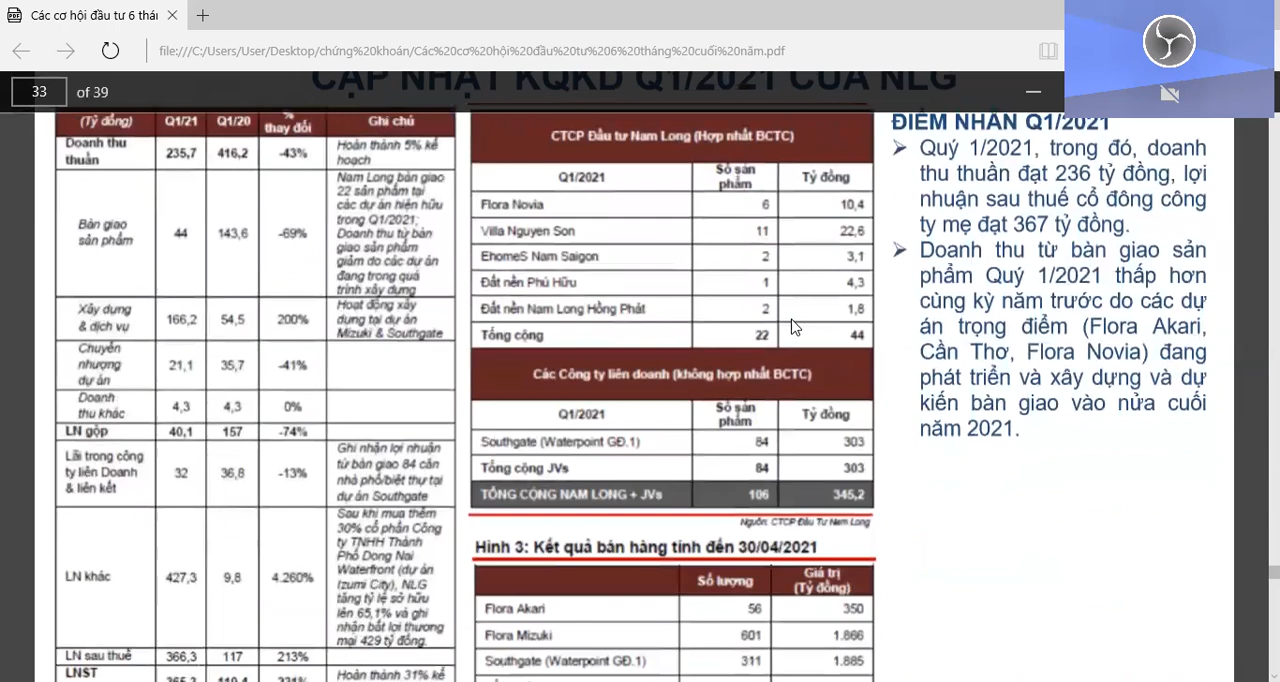 Các cơ hội đầu tư 6 thái
file:///C:/Users/User/Desktop/chứng%20khoán/Các%20cơ%20hội%20đầu%20tư%206%20tháng%20cuối%20năm.pdf
CẬP NHẬT KQKD Q1/2021 CỦA NLG
33 of 39
(Tỷ đồng) Q1/21 Q1/20 % thay đổi Ghi chú
Doanh thu thuần 235,7 416,2 -43% Hoàn thành 5% kế hoạch
Bàn giao sản phẩm 44 143,6 -69% Nam Long bàn giao
22 sản phẩm tại
các dự án hiện hữu
trong Q1/2021;
Doanh thu từ bàn
giao sản phẩm
giảm do các dự án
đang trong quá
trình xây dựng
Xây dựng & dịch vụ 166,2 54,5 200% Hoạt động xây
dựng tại dự án
Mizuki & Southgate
Chuyển nhượng dự án 21,1 35,7 -41%
Doanh thu khác 4,3 4,3 0%
LN gộp 40,1 157 -74%
Lãi trong công ty liên Doanh & liên kết 32 36,8 -13% Ghi nhận lợi nhuận
từ bàn giao 84 căn
nhà phố/biệt thự tại
dự án Southgate
LN khác 427,3 9,8 4.260% Sau khi mua thêm
30% cổ phần Công
ty TNHH Thành
Phố Dong Nai
Waterfront (dự án
Izumi City), NLG
tăng tỷ lệ sở hữu
lên 65,1% và ghi
nhận bất lợi thương
mại 429 tỷ đồng.
LN sau thuế 366,3 117 213%
LNST
Hoàn thành 31% kế
CTCP Đầu tư Nam Long (Hợp nhất BCTC)
Q1/2021 Số sản phẩm Tỷ đồng
Flora Novia 6 10,4
Villa Nguyen Son 11 22,6
EhomeS Nam Saigon 2 3,1
Đất nền Phú Hữu 1 4,3
Đất nền Nam Long Hồng Phát 2 1,8
Tổng cộng 22 44
Các Công ty liên doanh (không hợp nhất BCTC)
Q1/2021 Số sản phẩm Tỷ đồng
Southgate (Waterpoint GĐ.1) 84 303
Tổng cộng JVs 84 303
TỔNG CỘNG NAM LONG + JVs 106 345,2
Nguồn: CTCP Đầu Tư Nam Long
Hình 3: Kết quả bán hàng tính đến 30/04/2021
Số lượng Giá trị (Tỷ đồng)
Flora Akari 56 350
Flora Mizuki 601 1.866
Southgate (Waterpoint GĐ.1) 311 1.885
ĐIỂM NHẤN Q1/2021
Quý 1/2021, trong đó, doanh
thu thuần đạt 236 tỷ đồng, lợi
nhuận sau thuế cổ đông công
ty mẹ đạt 367 tỷ đồng.
Doanh thu từ bàn giao sản
phẩm Quý 1/2021 thấp hơn
cùng kỳ năm trước do các dự
án trọng điểm (Flora Akari,
Cần Thơ, Flora Novia) đang
phát triển và xây dựng và dự
kiến bàn giao vào nửa cuối
năm 2021.